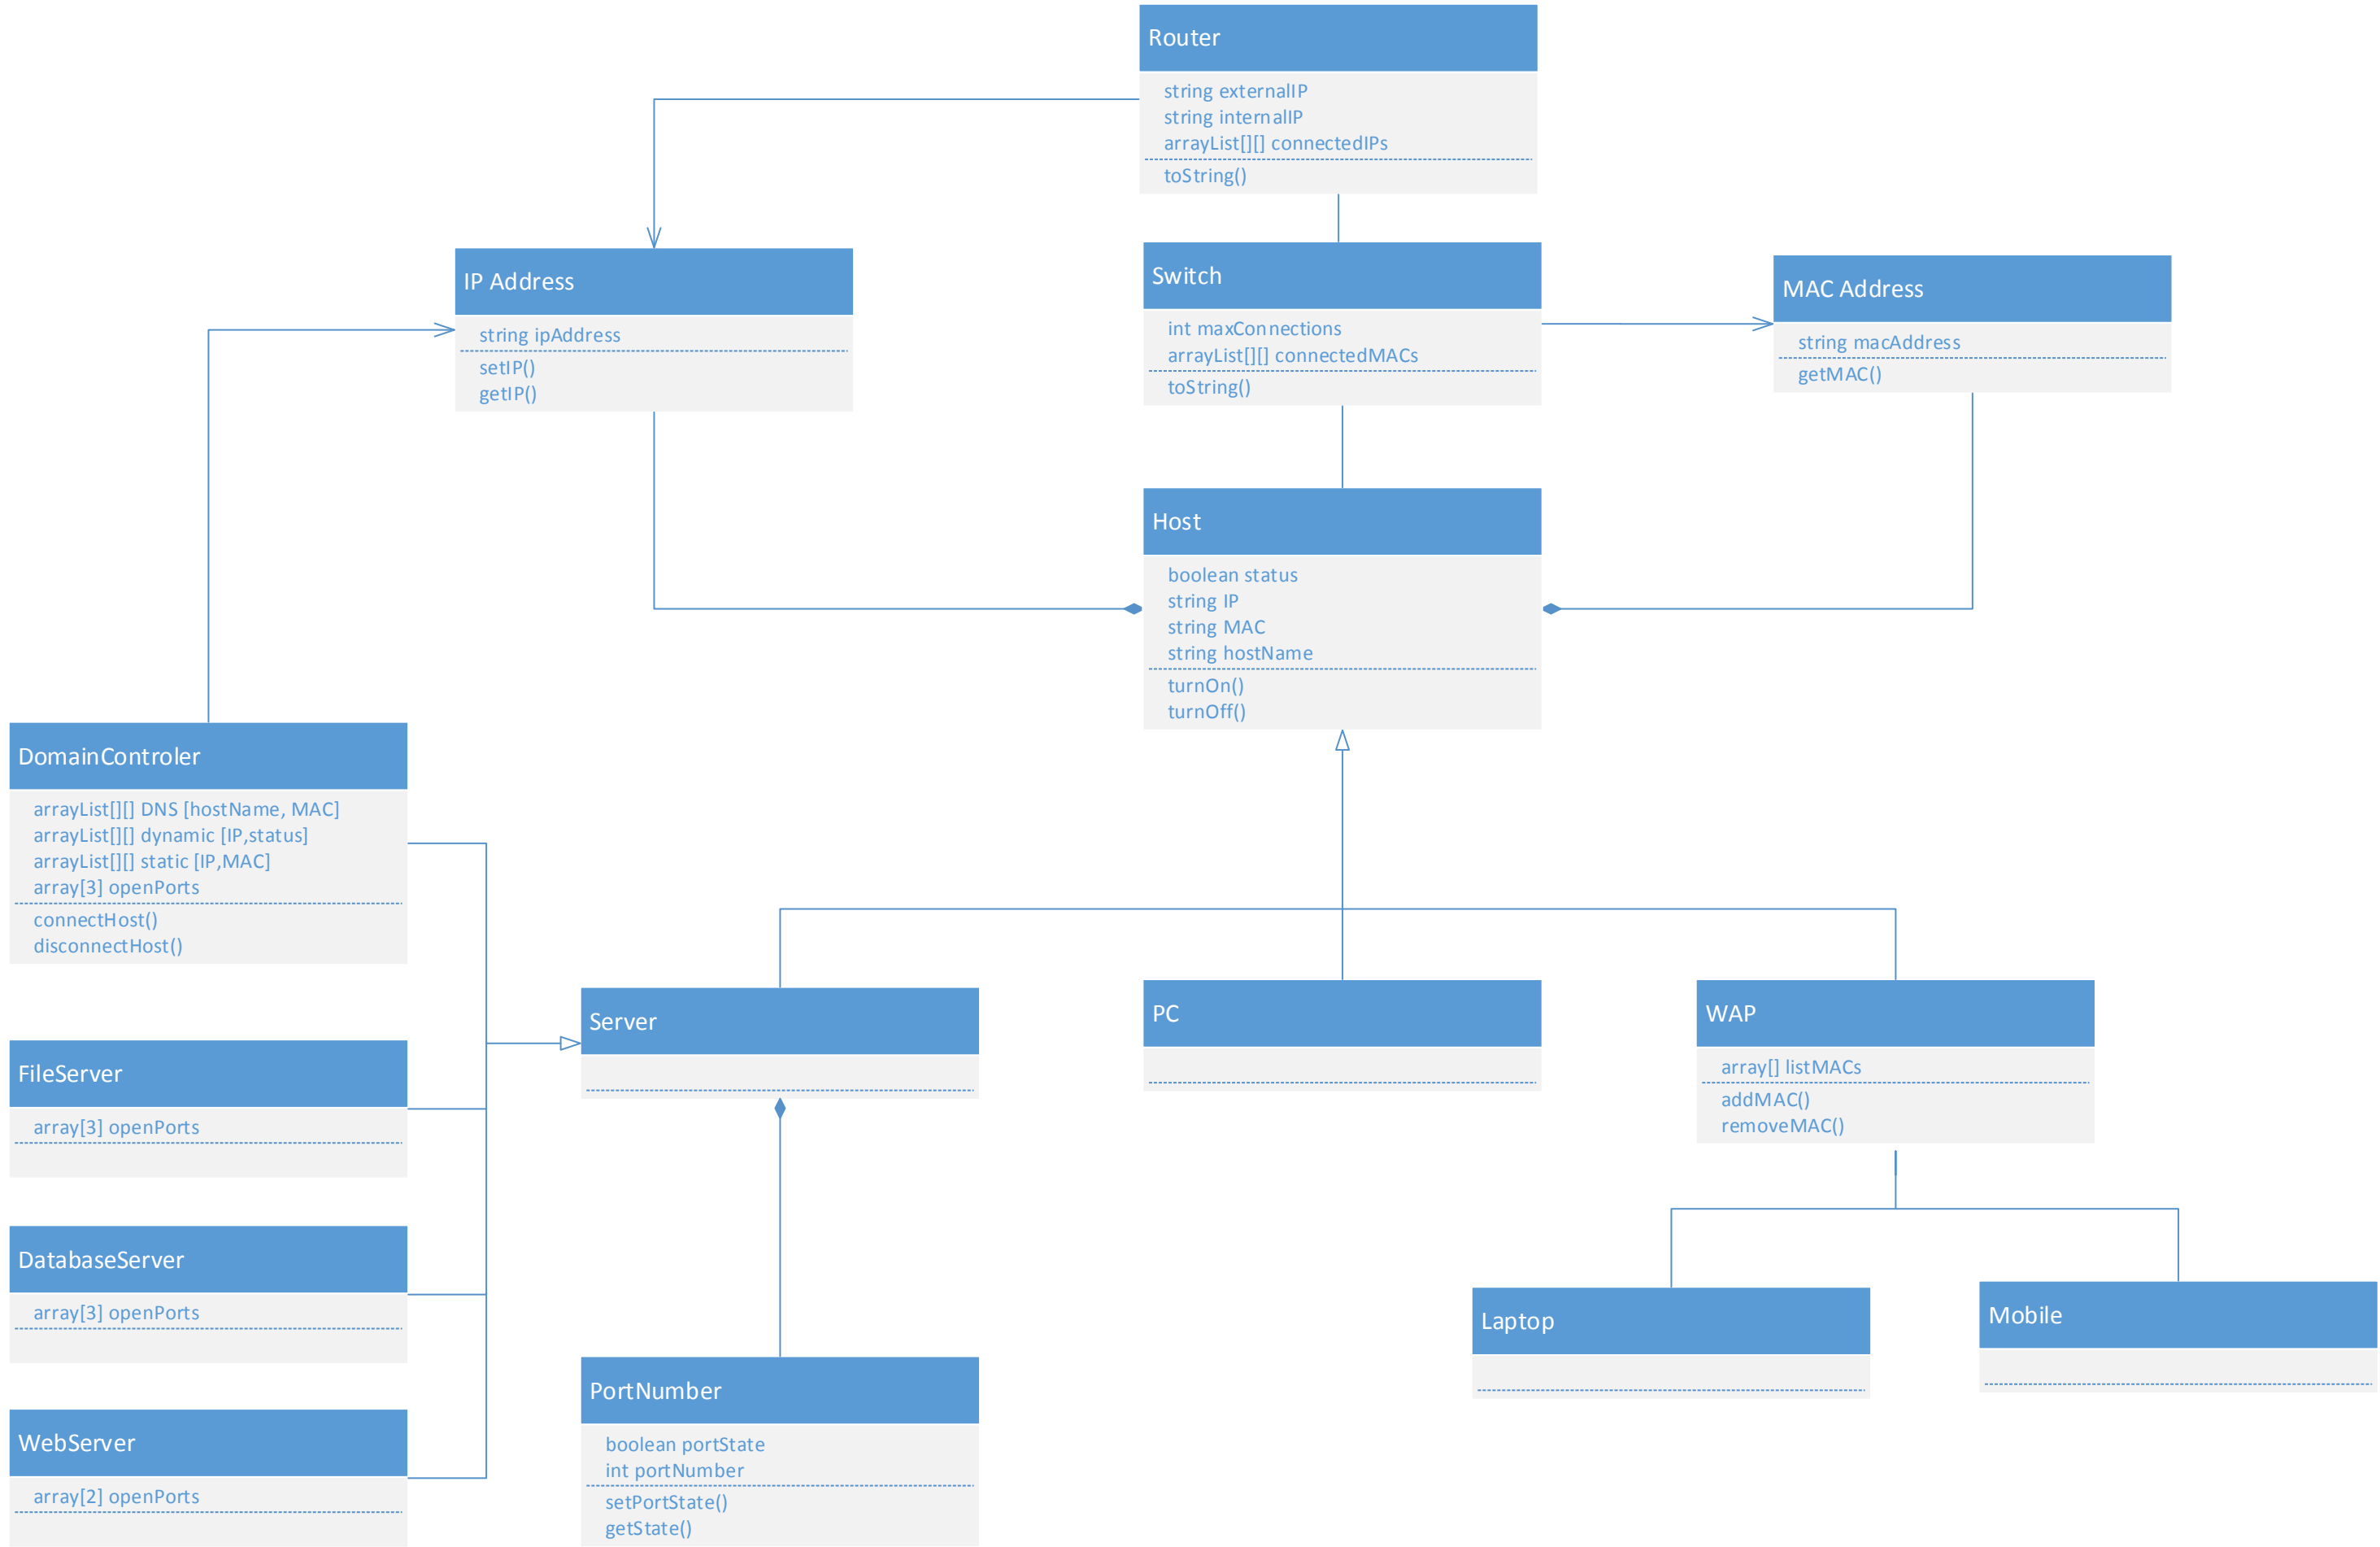 Router
string externalIP
string internalIP
arrayList[][] connectedIPs
toString()
IP Address
string ipAddress
setIP()
getIP()
Switch
int maxConnections
arrayList[][] connectedMACs
toString()
MAC Address
string macAddress
getMAC()
Host
boolean status
string IP
string MAC
string hostName
turnOn()
turnOff()
DomainControler
arrayList[][] DNS [hostName, MAC]
arrayList[][] dynamic [IP,status]
arrayList[][] static [IP,MAC]
array[3] openPorts
connectHost()
disconnectHost()
Server
PC
WAP
array[] listMACs
addMAC()
removeMAC()
FileServer
array[3] openPorts
DatabaseServer
array[3] openPorts
Laptop
Mobile
WebServer
array[2] openPorts
PortNumber
boolean portState
int portNumber
setPortState()
getState()